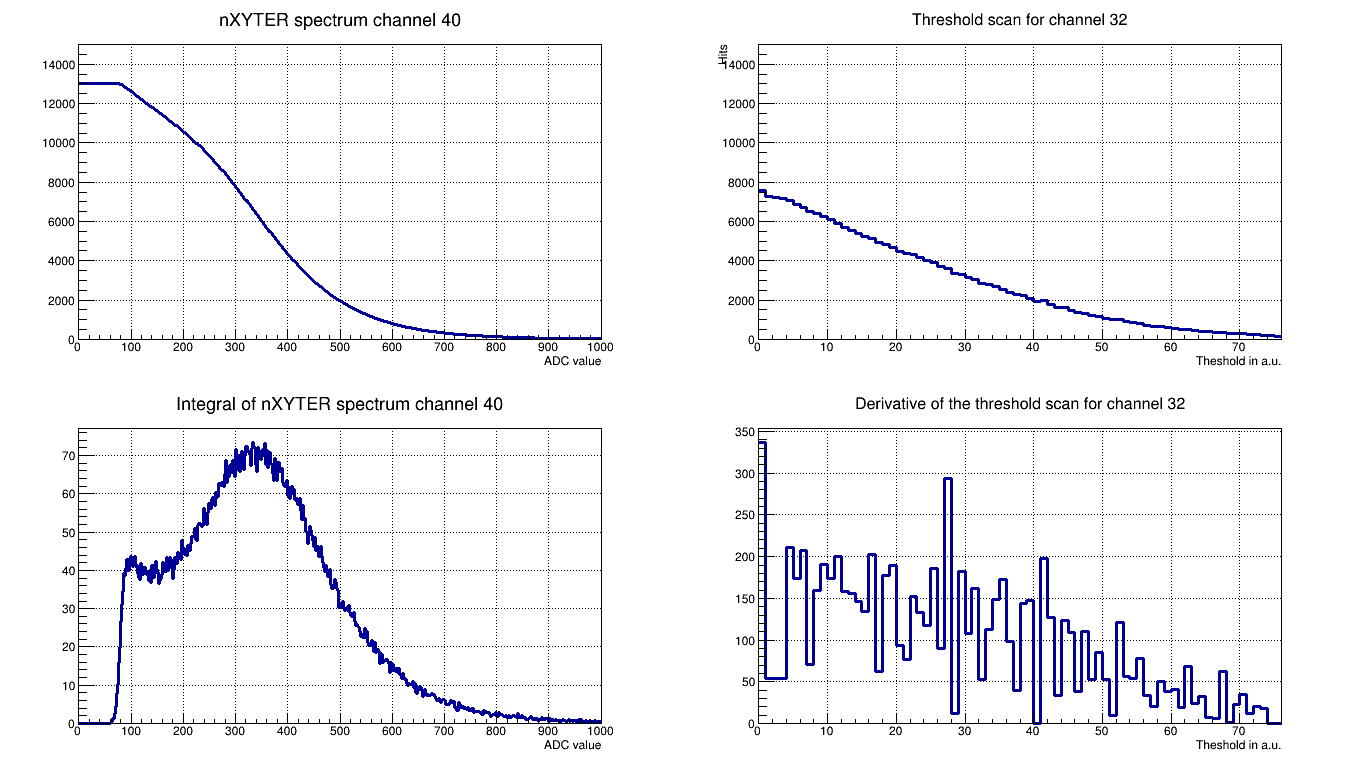 nXYTER spectrum channel 40
14000
12000
10000
8000
6000
4000
2000
0
0 100 200 300 400 500 600 700 800 900 1000
ADC value
Threshold scan for channel 32
Hits
14000
12000
10000
8000
6000
4000
2000
0
0 10 20 30 40 50 60 70
Theshold in a.u.
Integral of nXYTER spectrum channel 40
70
60
50
40
30
20
10
0
0 100 200 300 400 500 600 700 800 900 1000
ADC value
Derivative of the threshold scan for channel 32
350
300
250
200
150
100
50
0
0 10 20 30 40 50 60 70
Theshold in a.u.